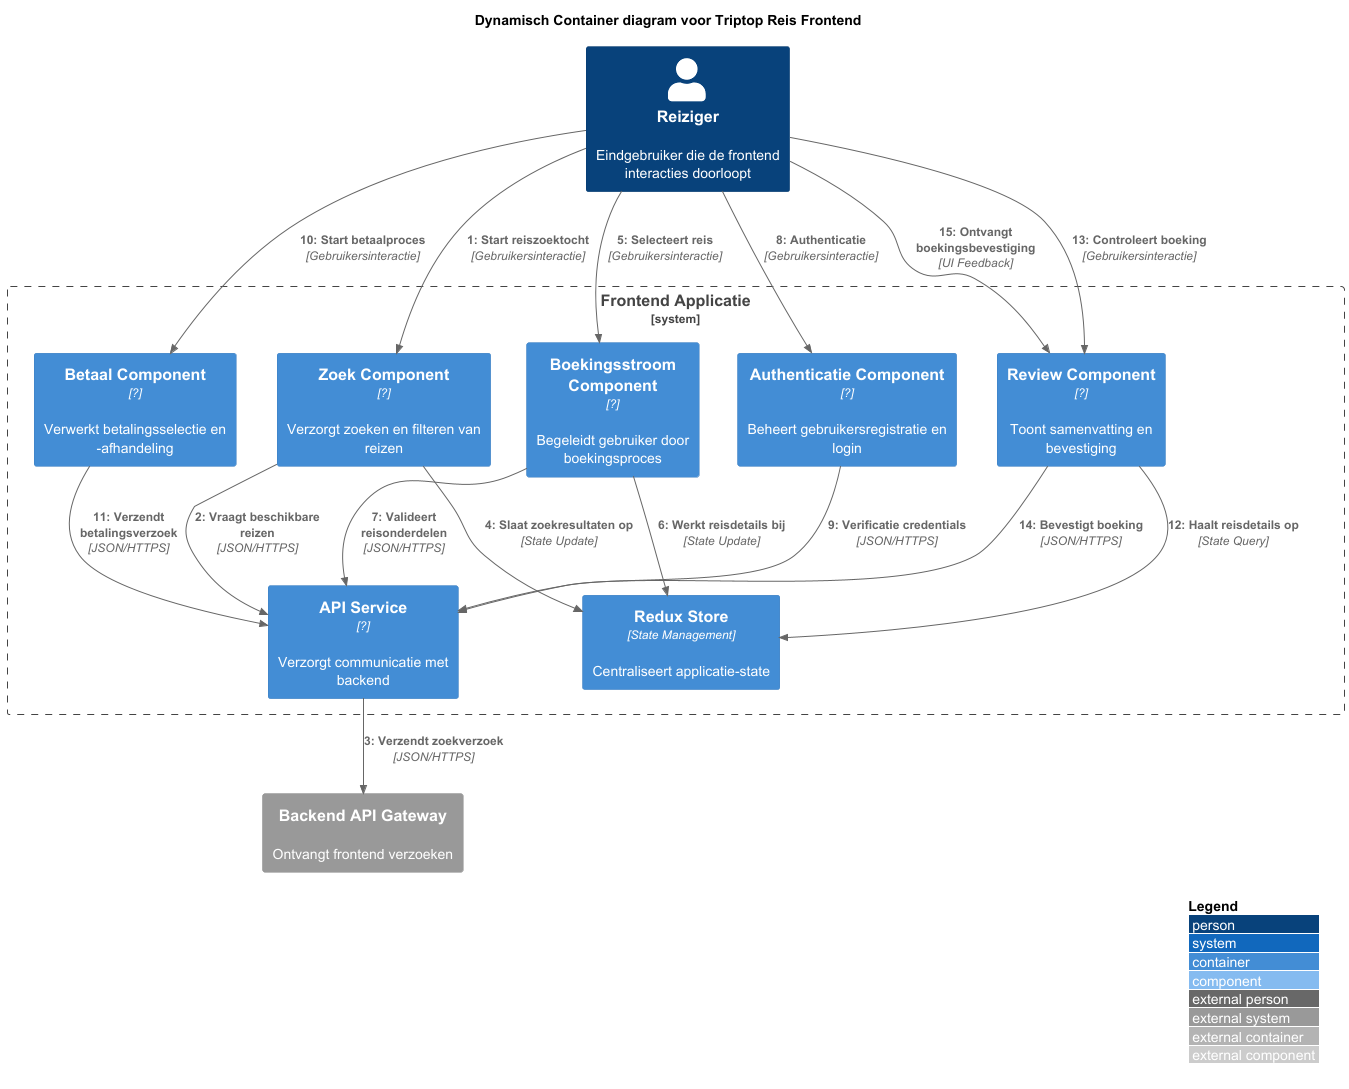 Dynamisch Container diagram voor Triptop Reis Frontend
Reiziger
Eindgebruiker die de frontend
interacties doorloopt
10: Start betaalproces
[Gebruikersinteractie]
1: Start reiszoektocht
[Gebruikersinteractie]
5: Selecteert reis
[Gebruikersinteractie]
8: Authenticatie
[Gebruikersinteractie]
15: Ontvangt
boekingsbevestiging
[UI Feedback]
13: Controleert boeking
[Gebruikersinteractie]
Frontend Applicatie
[system]
Betaal Component
[?]
Verwerkt betalingsselectie en
-afhandeling
Zoek Component
[?]
Verzorgt zoeken en filteren van
reizen
Boekingsstroom
Component
[?]
Begeleidt gebruiker door
boekingsproces
Authenticatie Component
[?]
Beheert gebruikersregistratie en
login
Review Component
[?]
Toont samenvatting en
bevestiging
11: Verzendt
betalingsverzoek
[JSON/HTTPS]
2: Vraagt beschikbare
reizen
[JSON/HTTPS]
7: Valideert
reisonderdelen
[JSON/HTTPS]
4: Slaat zoekresultaten op
[State Update]
6: Werkt reisdetails bij
[State Update]
9: Verificatie credentials
[JSON/HTTPS]
14: Bevestigt boeking
[JSON/HTTPS]
12: Haalt reisdetails op
[State Query]
API Service
[?]
Verzorgt communicatie met
backend
Redux Store
[State Management]
Centraliseert applicatie-state
3: Verzendt zoekverzoek
[JSON/HTTPS]
Backend API Gateway
Ontvangt frontend verzoeken
Legend
person
system
container
component
external person
external system
external container
external component